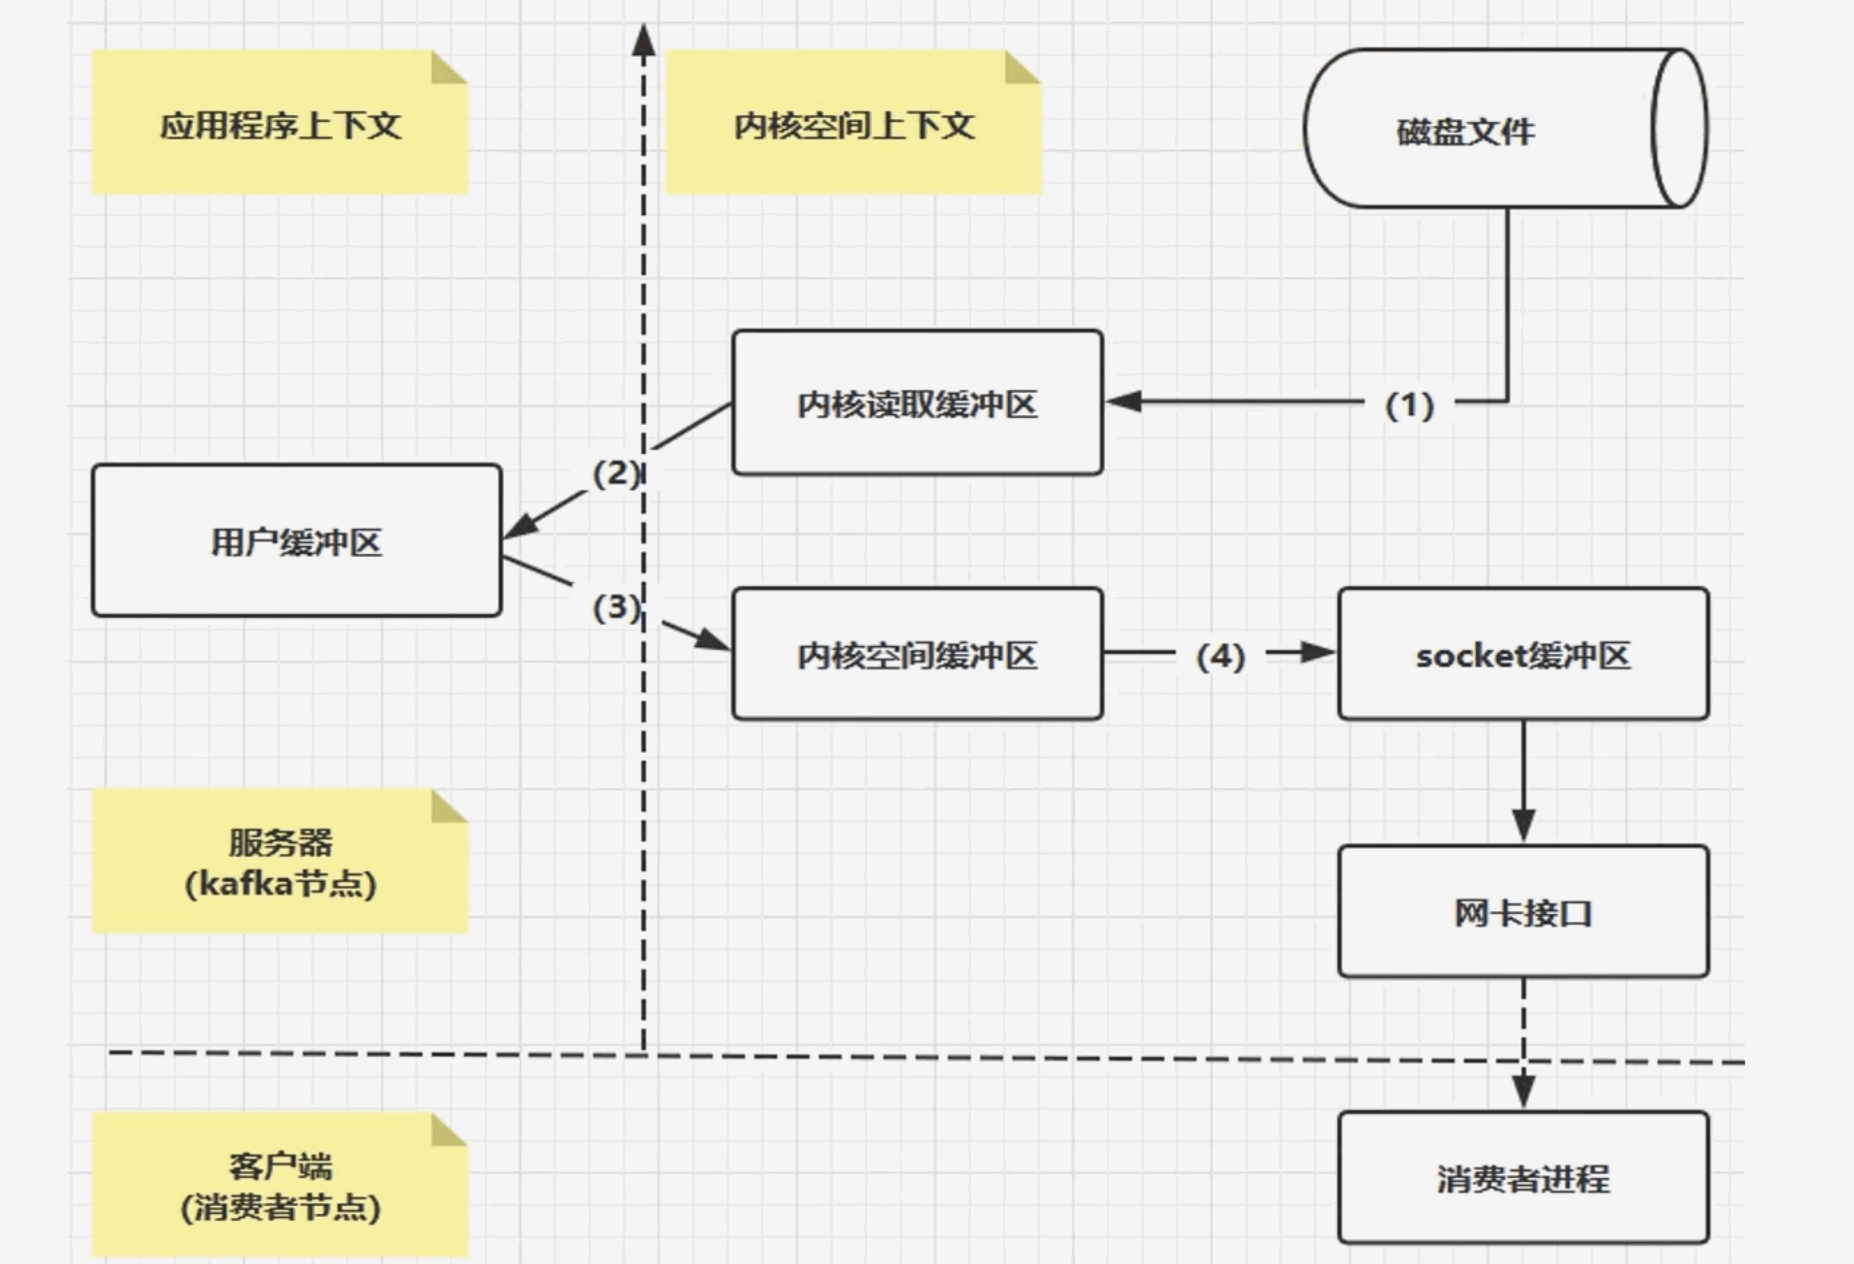 应用程序上下文
内核空间上下文
磁盘文件
内核读取缓冲区
(1)
(2)
用户缓冲区
(3)
内核空间缓冲区
(4)
socket缓冲区
服务器
(kafka节点)
网卡接口
客户端
(消费者节点)
消费者进程